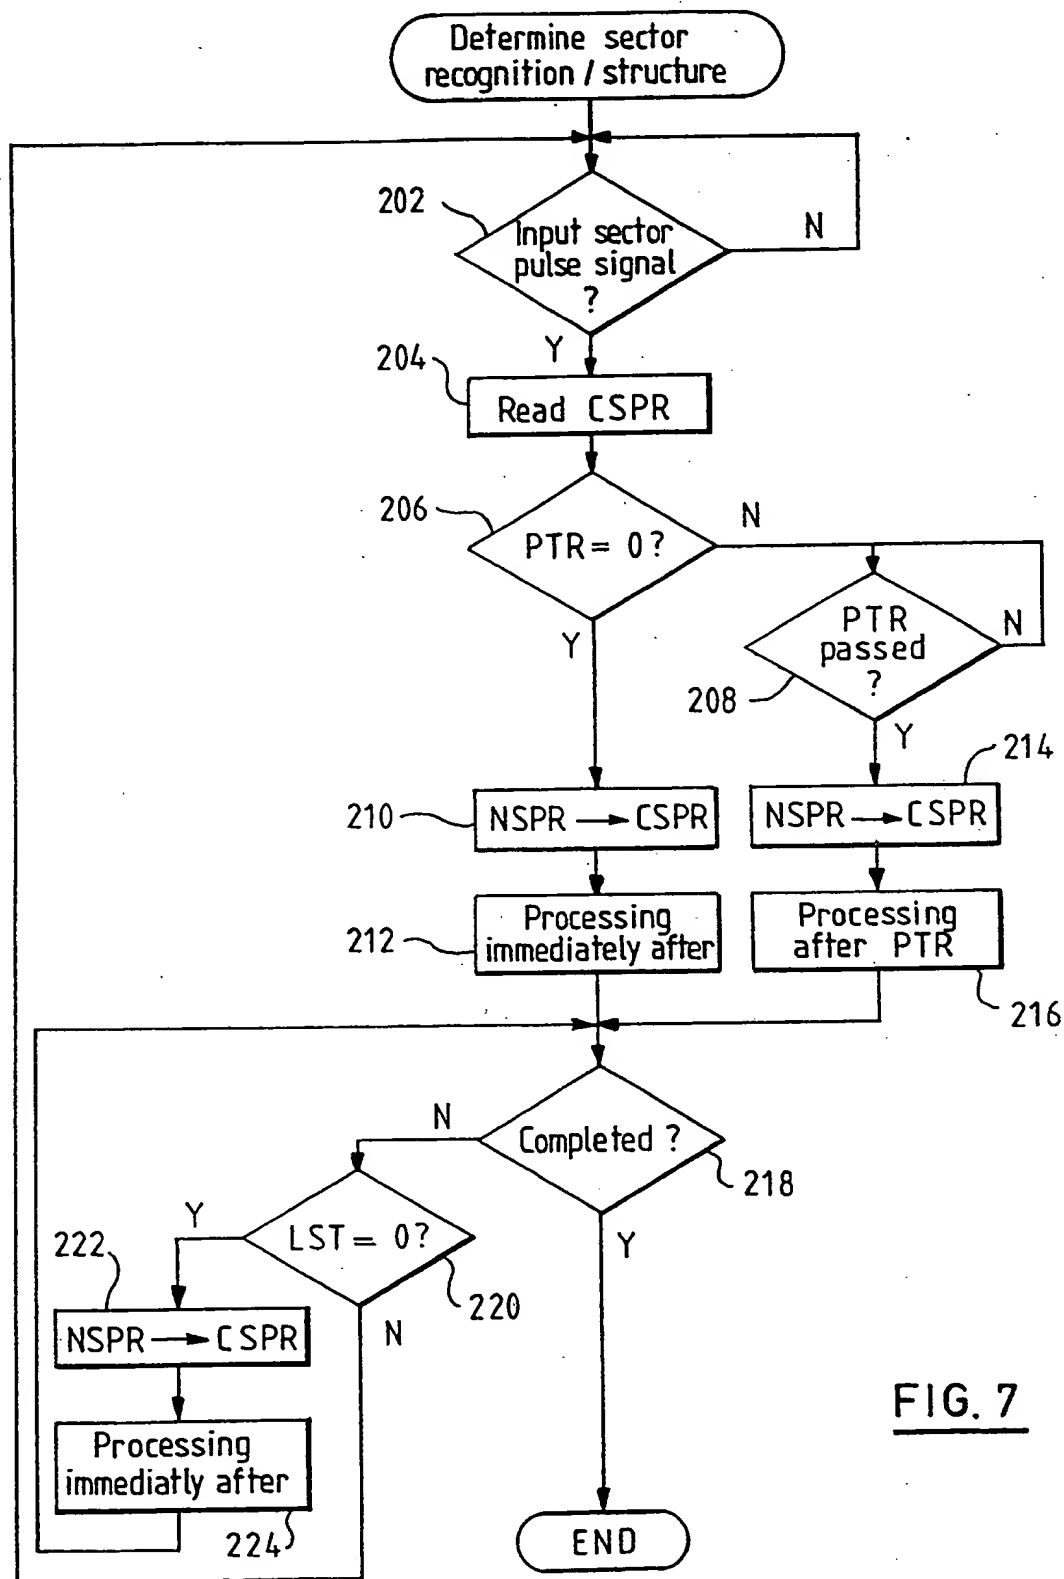 Determine sector
recognition / structure
202
Input sector
pulse signal
?
N
Y
204
Read CSPR
206
PTR = 0?
N
Y
PTR
passed
?
N
208
Y
214
210
NSPR → CSPR
NSPR → CSPR
212
Processing
immediately after
Processing
after PTR
216
N
Completed ?
218
Y
LST = 0?
Y
220
N
222
NSPR → CSPR
Processing
immediatly after
224
END
FIG. 7